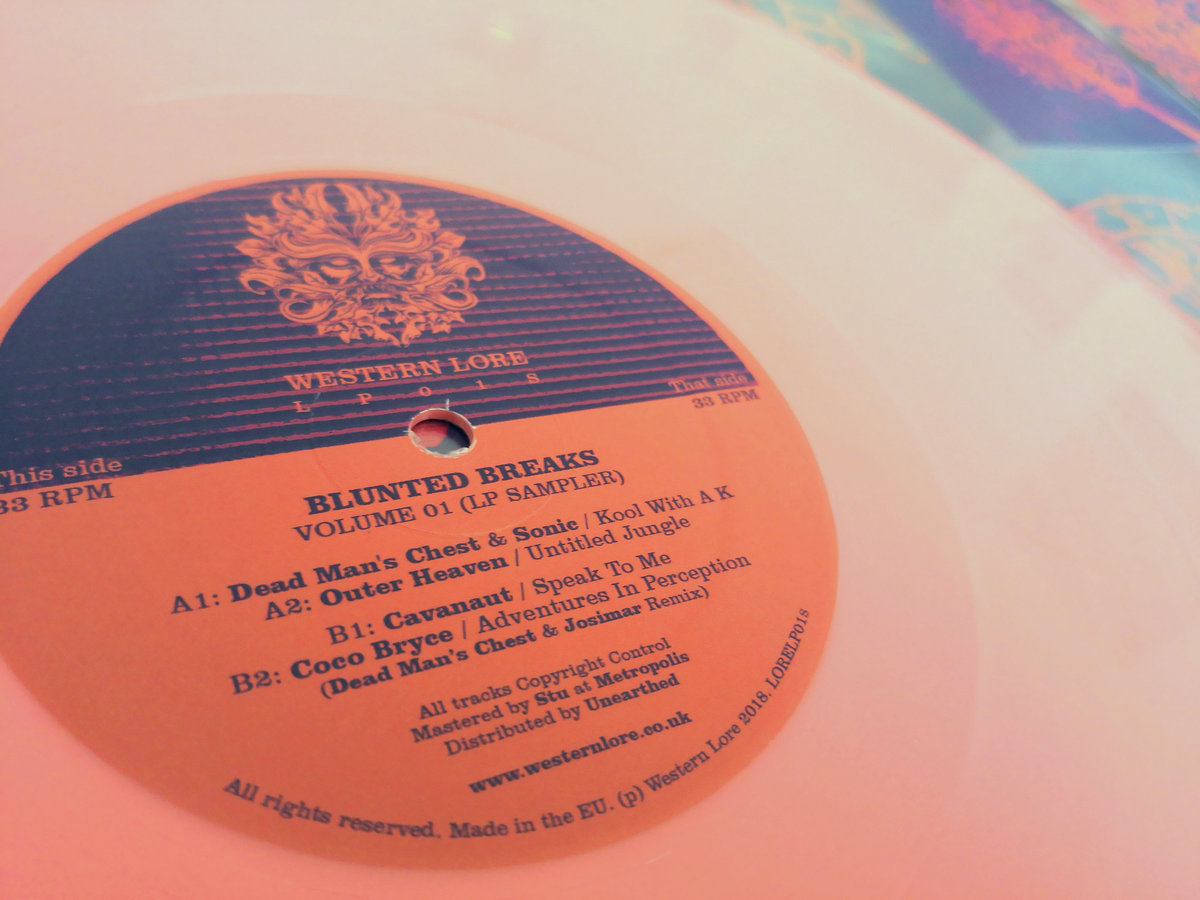 WESTERN LORE
L P 0 1 S
That side
33 RPM
This side
33 RPM
BLUNTED BREAKS
VOLUME 01 (LP SAMPLER)
A1: Dead Man's Chest & Sonic / Kool With A K
A2: Outer Heaven / Untitled Jungle
B1: Cavanaut / Speak To Me
B2: Coco Bryce / Adventures In Perception
(Dead Man's Chest & Josimar Remix)
All tracks Copyright Control
Mastered by Stu at Metropolis
Distributed by Unearthed
www.westernlore.co.uk
All rights reserved. Made in the EU. (p) Western Lore 2018. LORELP01S